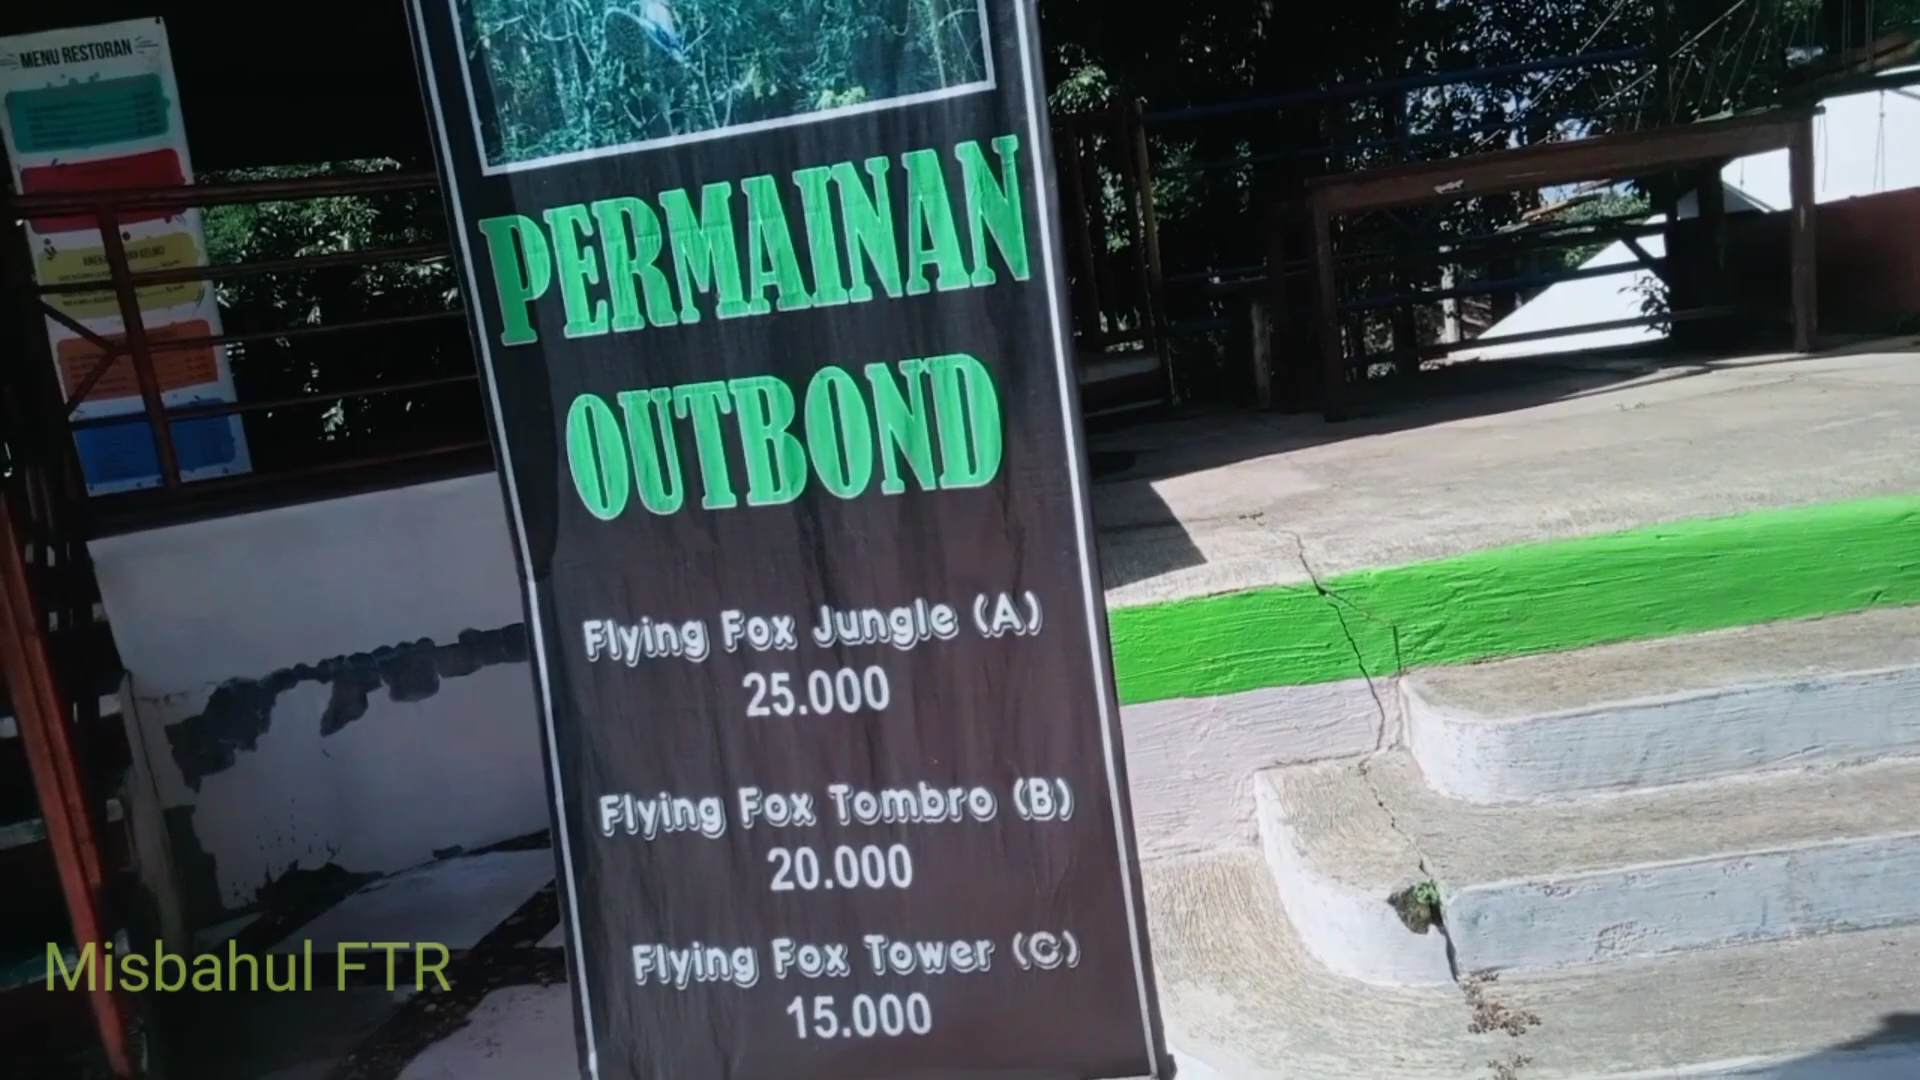 MENU RESTORAN
PERMAINAN
OUTBOND
Flying Fox Jungle (A)
25.000
Flying Fox Tombro (B)
20.000
Flying Fox Tower (C)
15.000
Misbahul FTR